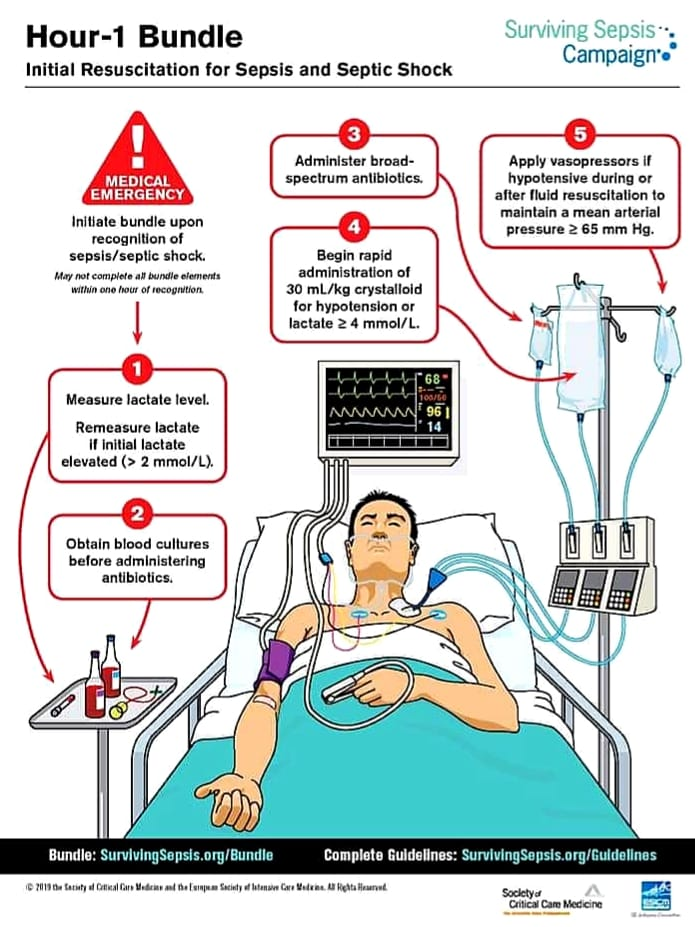 Hour-1 Bundle
Initial Resuscitation for Sepsis and Septic Shock
Surviving Sepsis
Campaign
!
MEDICAL
EMERGENCY
Initiate bundle upon
recognition of
sepsis/septic shock.
May not complete all bundle elements
within one hour of recognition.
1
Measure lactate level.
Remeasure lactate
if initial lactate
elevated (> 2 mmol/L).
2
Obtain blood cultures
before administering
antibiotics.
3
Administer broad-
spectrum antibiotics.
4
Begin rapid
administration of
30 mL/kg crystalloid
for hypotension or
lactate ≥ 4 mmol/L.
5
Apply vasopressors if
hypotensive during or
after fluid resuscitation to
maintain a mean arterial
pressure ≥ 65 mm Hg.
68
100/50
96
14
Bundle: SurvivingSepsis.org/Bundle
Complete Guidelines: SurvivingSepsis.org/Guidelines
© 2019 the Society of Critical Care Medicine and the European Society of Intensive Care Medicine. All Rights Reserved.
Society of
Critical Care Medicine
ESICM